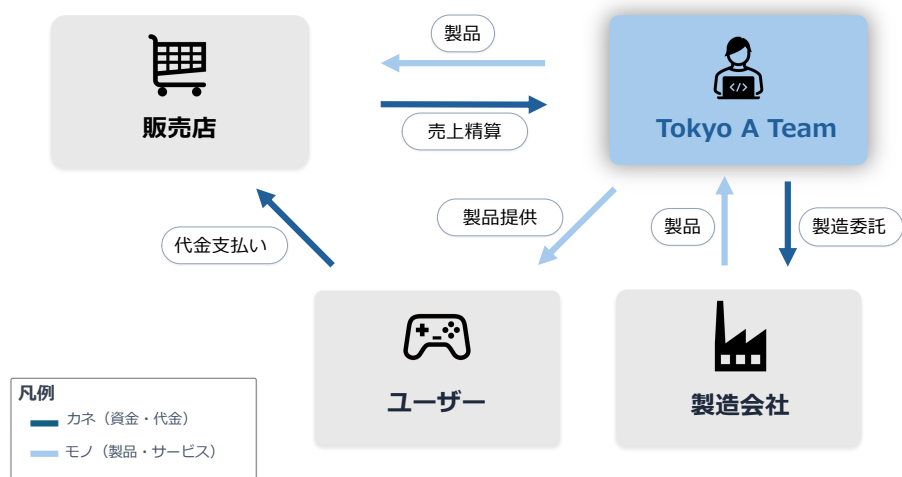 製品
販売店
Tokyo A Team
売上精算
製品提供
製品
製造委託
代金支払い
ユーザー
製造会社
凡例
カネ（資金・代金）
モノ（製品・サービス）